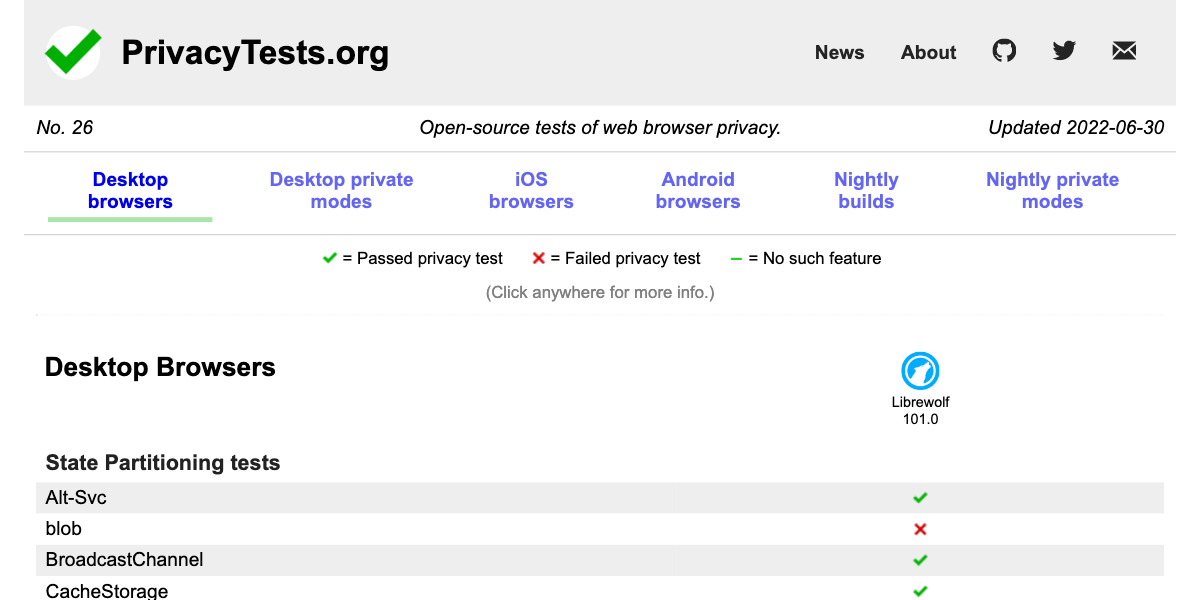 PrivacyTests.org
News About
No. 26 Open-source tests of web browser privacy. Updated 2022-06-30
Desktop browsers
Desktop private modes
iOS browsers
Android browsers
Nightly builds
Nightly private modes
= Passed privacy test = Failed privacy test = No such feature
(Click anywhere for more info.)
Desktop Browsers
Librewolf
101.0
State Partitioning tests
Alt-Svc
blob
BroadcastChannel
CacheStorage